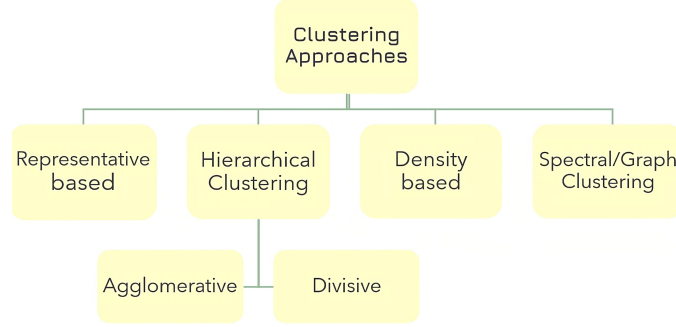 Clustering
Approaches
Representative
based
Hierarchical
Clustering
Density
based
Spectral/Graph
Clustering
Agglomerative
Divisive